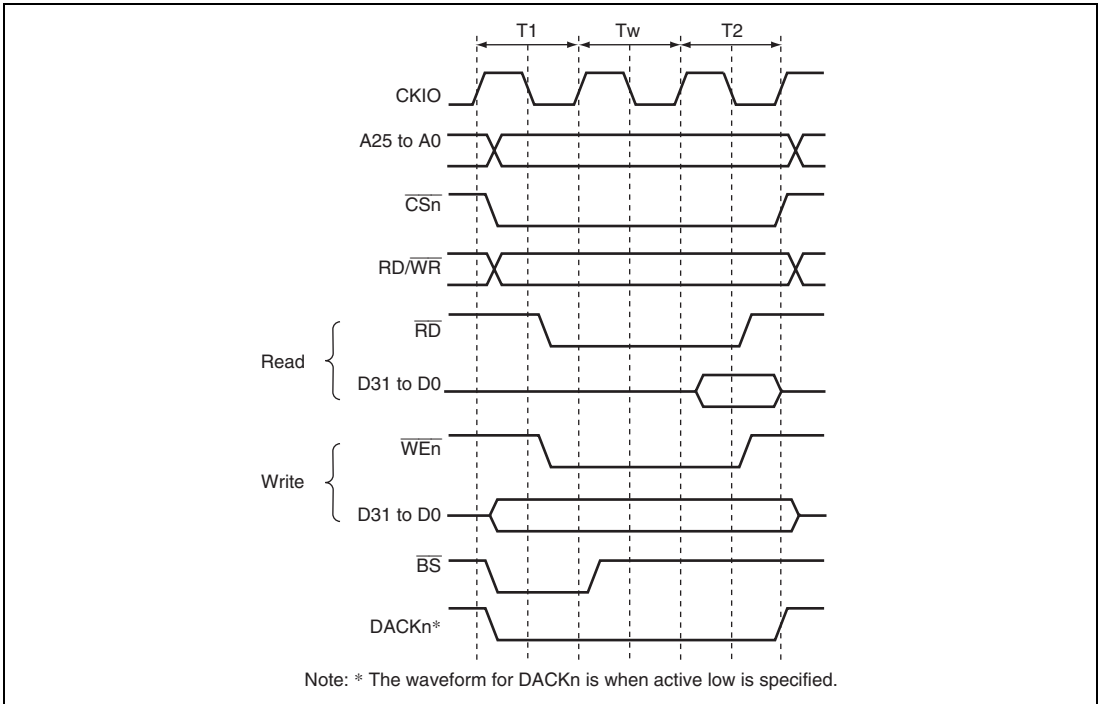 T1 Tw T2
CKIO
A25 to A0
CSn
RD/WR
RD
Read
D31 to D0
WEn
Write
D31 to D0
BS
DACKn*
Note: * The waveform for DACKn is when active low is specified.